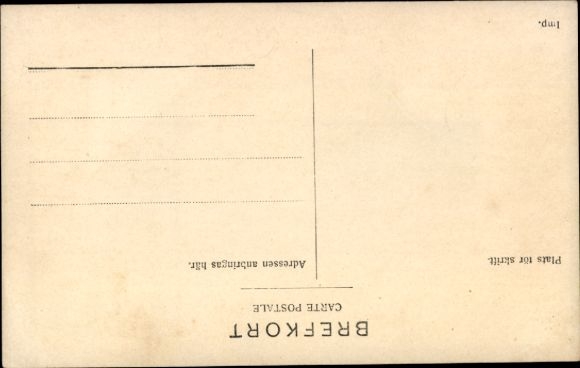 BREFKORT
CARTE POSTALE
Plats för skrift.
Adressen anbringas här.
Imp.